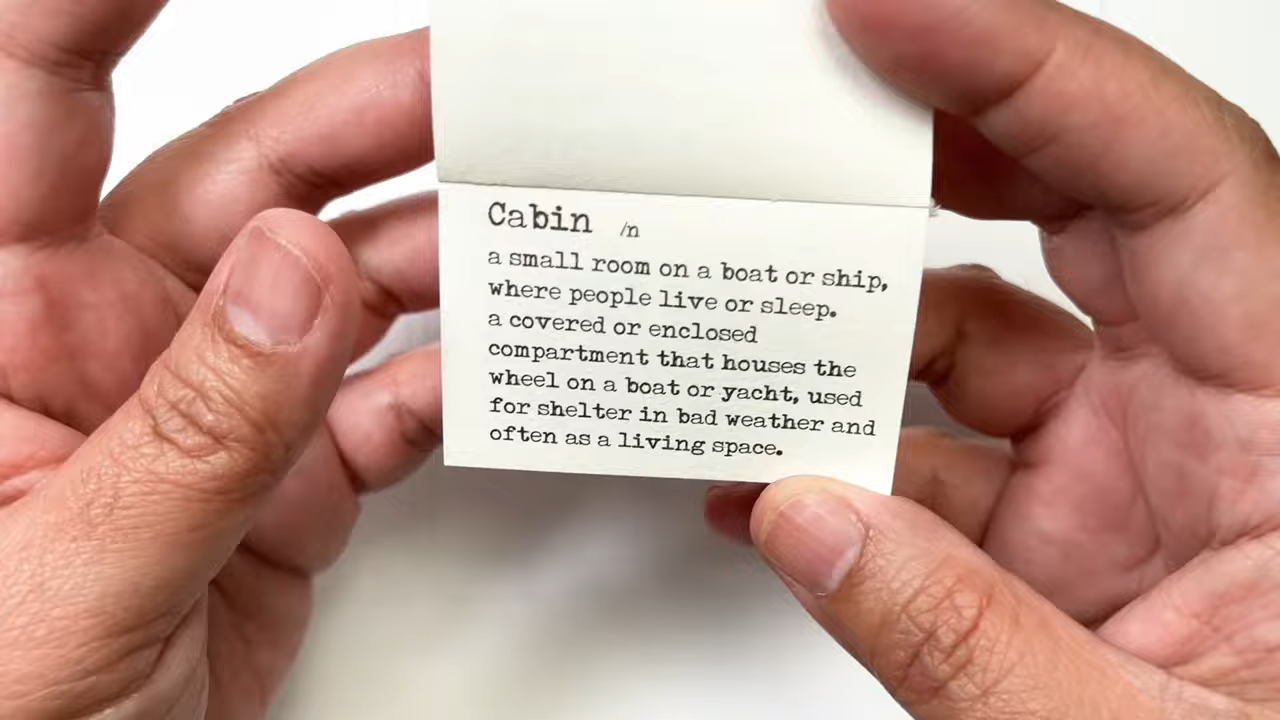 Cabin /n
a small room on a boat or ship,
where people live or sleep.
a covered or enclosed
compartment that houses the
wheel on a boat or yacht, used
for shelter in bad weather and
often as a living space.